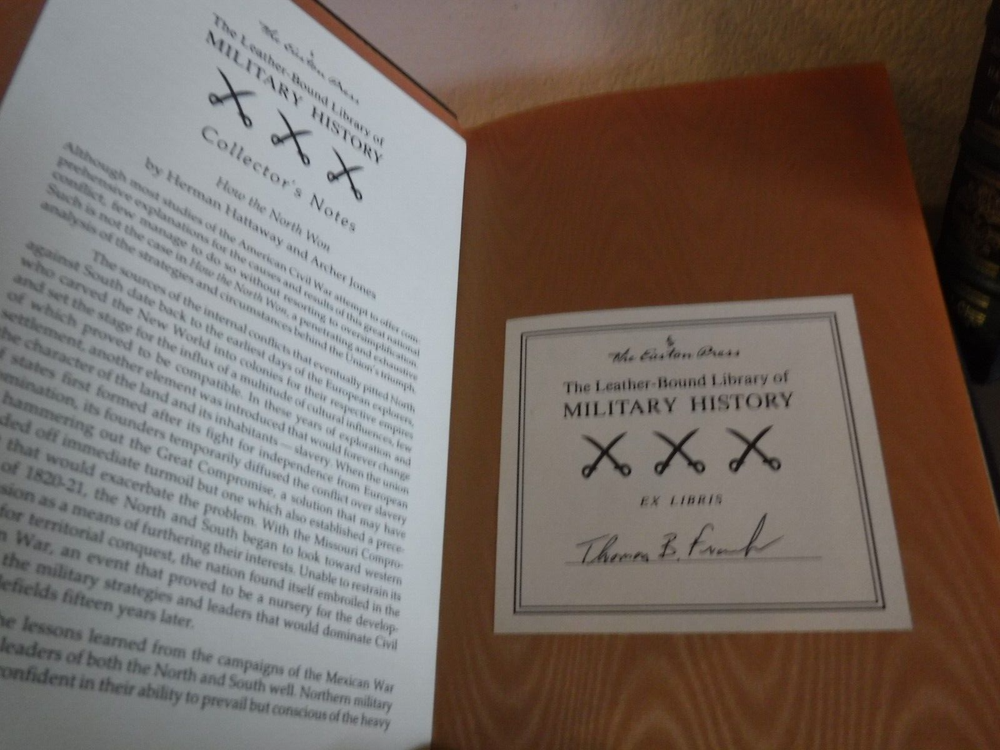 The Easton Press
The Leather-Bound Library of
MILITARY HISTORY
Collector's Notes
How the North Won
by Herman Hattaway and Archer Jones
Although most studies of the American Civil War attempt to offer com-
prehensive explanations for the causes and results of this great national
conflict, few manage to do so without resorting to oversimplification.
Such is not the case in How the North Won, a penetrating and exhaustive
analysis of the strategies and circumstances behind the Union's triumph.
The sources of the internal conflicts that eventually pitted North
against South date back to the earliest days of the European explorers,
who carved the New World into colonies for their respective empires
and set the stage for the influx of a multitude of cultural influences, few
of which proved to be compatible. In these years of exploration and
settlement, another element was introduced that would forever change
the character of the land and its inhabitants — slavery. When the union
of states first formed after its fight for independence from European
domination, its founders temporarily diffused the conflict over slavery
hammering out the Great Compromise, a solution that may have
off immediate turmoil but one which also established a prece-
that would exacerbate the problem. With the Missouri Compro-
of 1820-21, the North and South began to look toward western
as a means of furthering their interests. Unable to restrain its
for territorial conquest, the nation found itself embroiled in the
War, an event that proved to be a nursery for the develop-
the military strategies and leaders that would dominate Civil
fifteen years later.
lessons learned from the campaigns of the Mexican War
leaders of both the North and South well. Northern military
confident in their ability to prevail but conscious of the heavy
The Easton Press
The Leather-Bound Library of
MILITARY HISTORY
EX LIBRIS
Thomas B. Frank